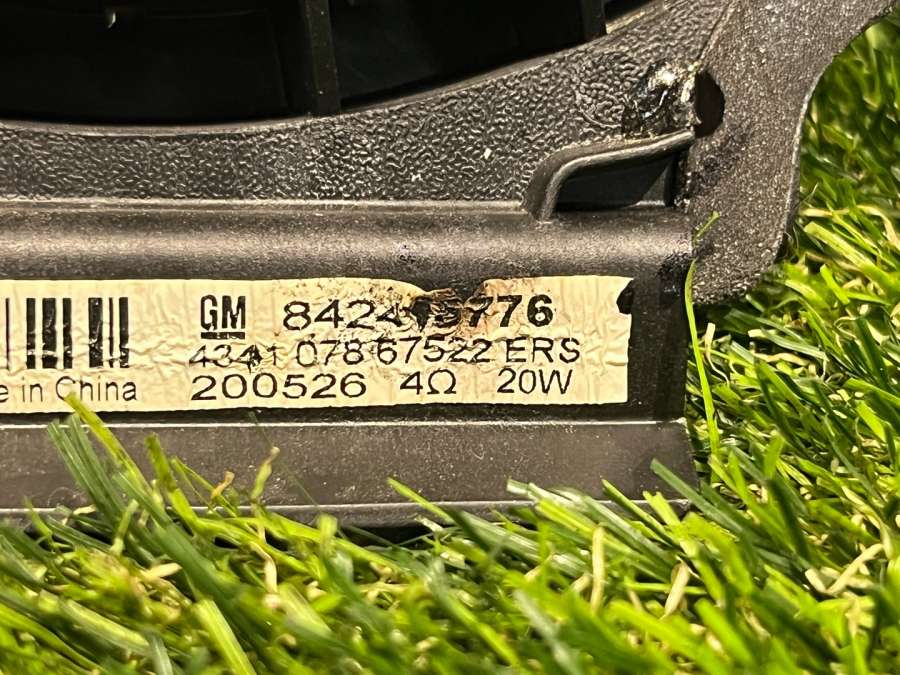 GM
4341 078 67522 ERS
e in China
200526 4Ω 20W